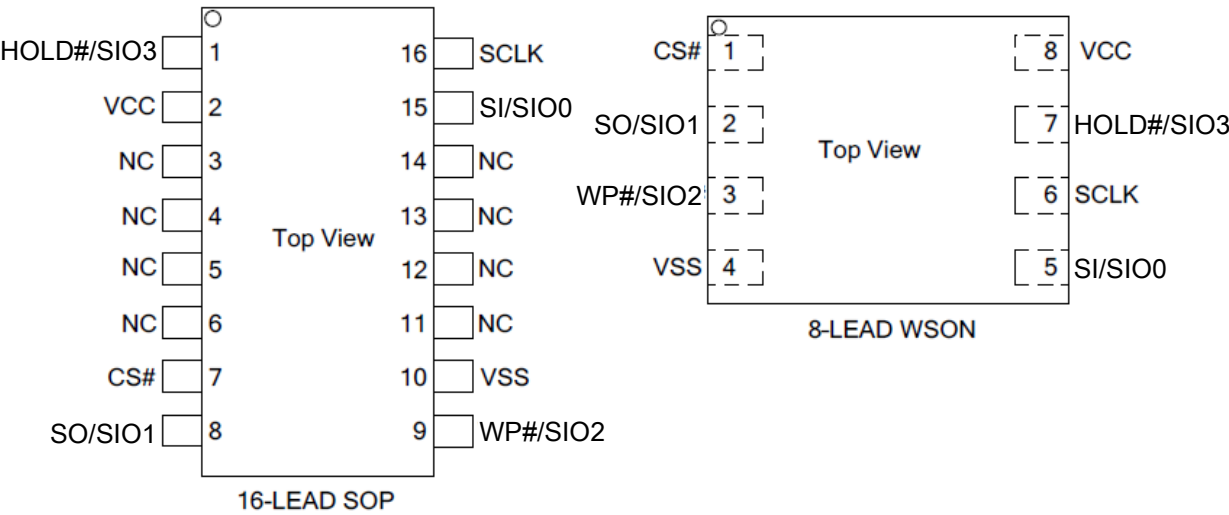 HOLD#/SIO3 1 16 SCLK
VCC 2 15 SI/SIO0
NC 3 14 NC
NC 4 13 NC
Top View
NC 5 12 NC
NC 6 11 NC
CS# 7 10 VSS
SO/SIO1 8 9 WP#/SIO2
16-LEAD SOP
CS# 1 8 VCC
SO/SIO1 2 7 HOLD#/SIO3
Top View
WP#/SIO2 3 6 SCLK
VSS 4 5 SI/SIO0
8-LEAD WSON